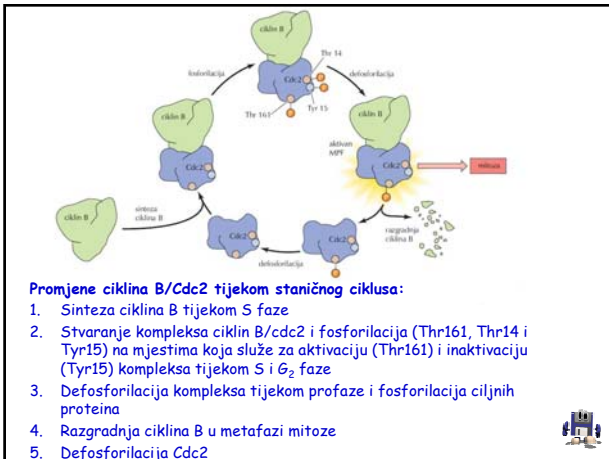 ciklin B
Thr 14
fosforilacija
Cdc2
defosforilacija
Thr 161
Tyr 15
ciklin B
Cdc2
ciklin B
aktivan
MPF
Cdc2
mitoza
ciklin B
sinteza
ciklina B
Cdc2
defosforilacija
Cdc2
razgradnja
ciklina B
Promjene ciklina B/Cdc2 tijekom staničnog ciklusa:
1. Sinteza ciklina B tijekom S faze
2. Stvaranje kompleksa ciklin B/cdc2 i fosforilacija (Thr161, Thr14 i
Tyr15) na mjestima koja služe za aktivaciju (Thr161) i inaktivaciju
(Tyr15) kompleksa tijekom S i G₂ faze
3. Defosforilacija kompleksa tijekom profaze i fosforilacija ciljnih
proteina
4. Razgradnja ciklina B u metafazi mitoze
5. Defosforilacija Cdc2